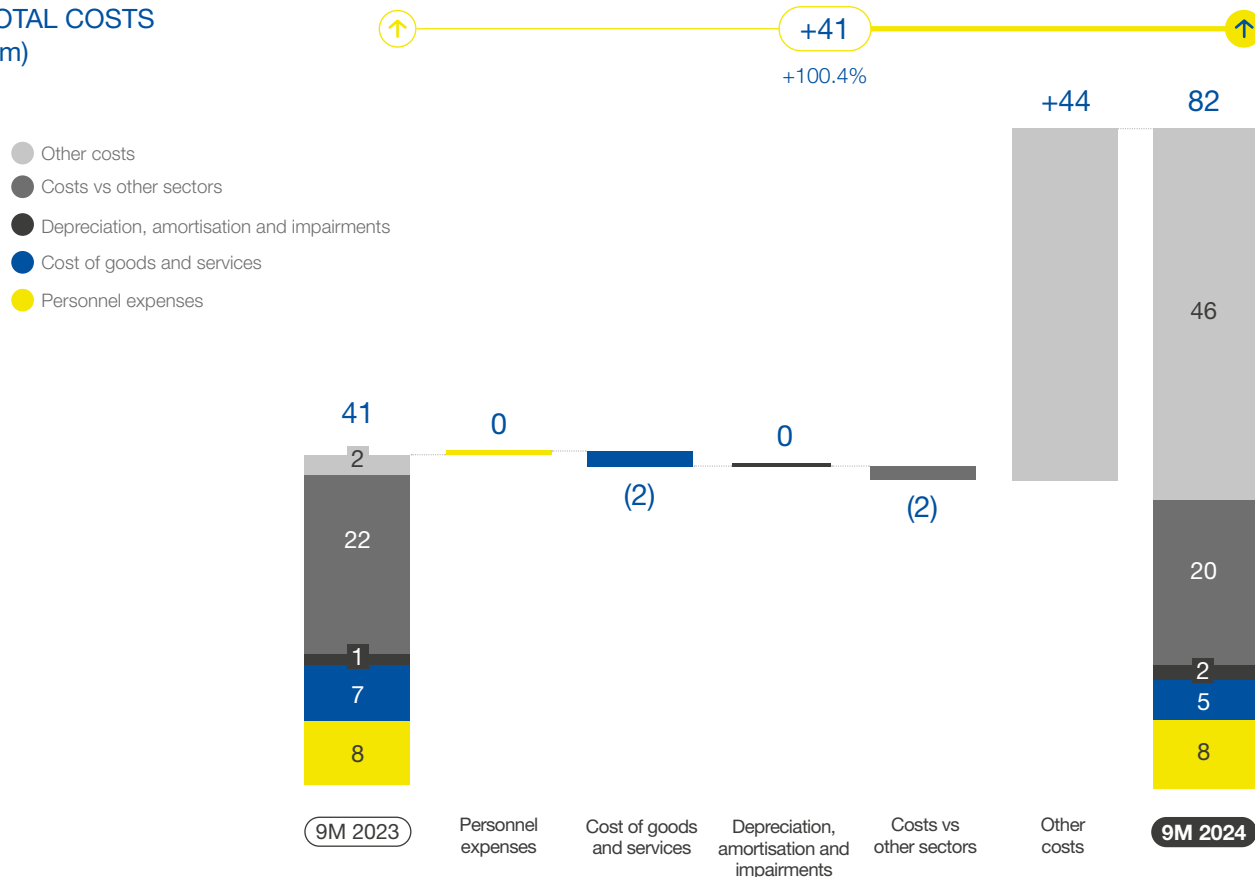 OTAL COSTS
m)
+41
+100.4%
+44
82
Other costs
Costs vs other sectors
Depreciation, amortisation and impairments
Cost of goods and services
Personnel expenses
41
0
(2)
0
(2)
2
22
1
7
8
46
20
2
5
8
9M 2023
Personnel
expenses
Cost of goods
and services
Depreciation,
amortisation and
impairments
Costs vs
other sectors
Other
costs
9M 2024